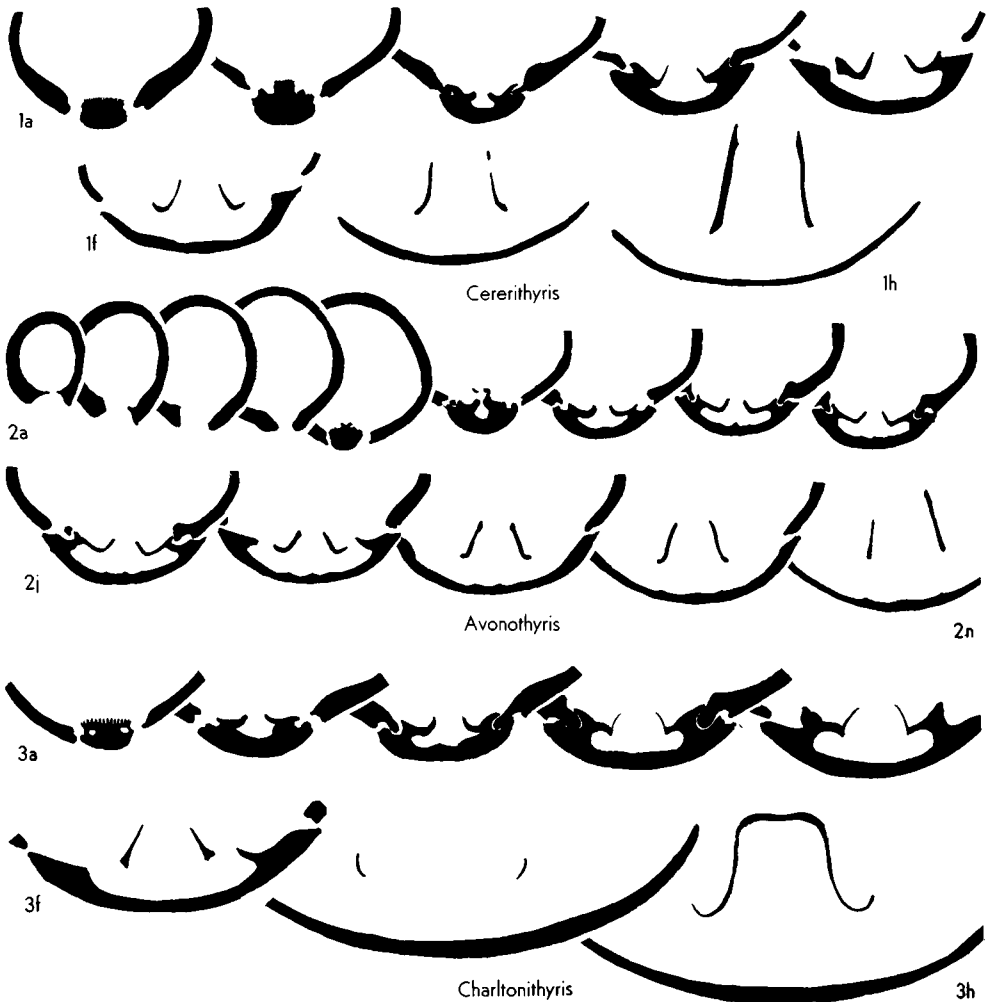 1a
1f
Cererithyris
1h
2a
2j
Avonothyris
2n
3a
3f
Charltonithyris
3h